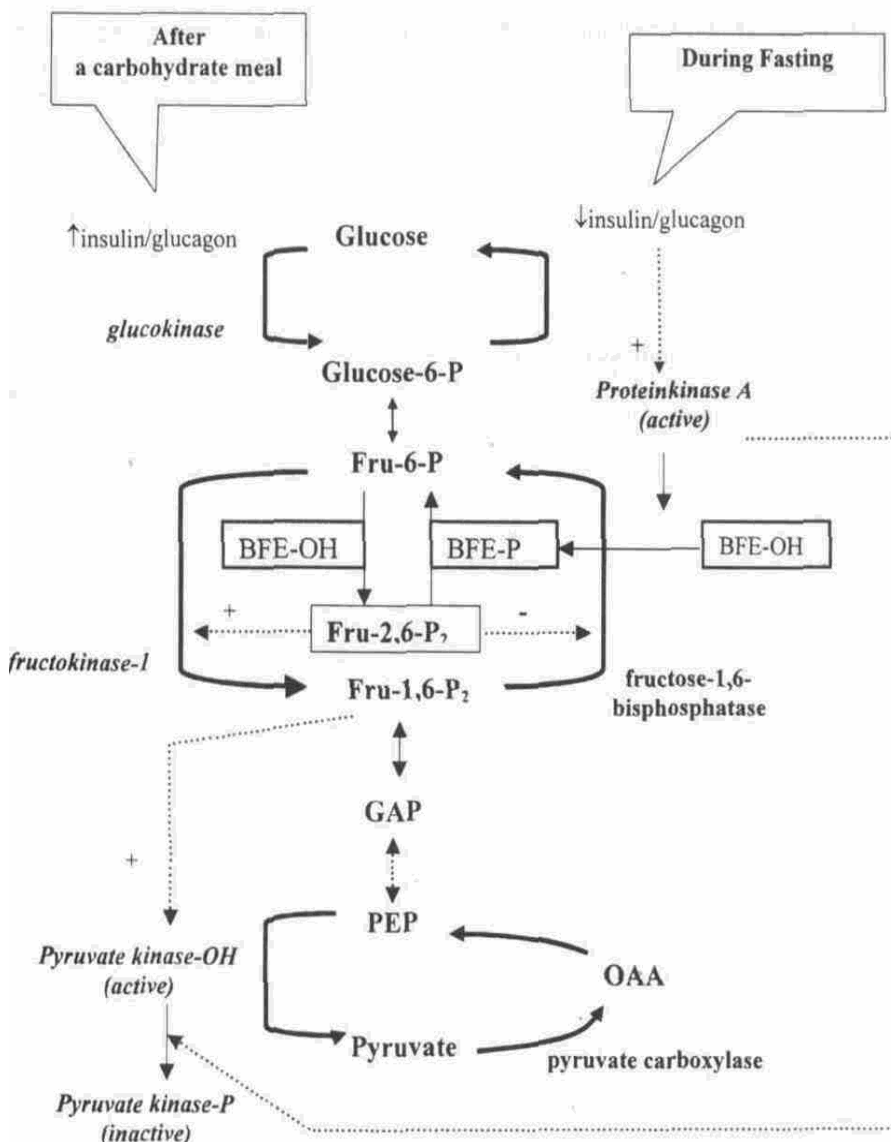 After
a carbohydrate meal
During Fasting
↑insulin/glucagon
Glucose
↓insulin/glucagon
glucokinase
+
Glucose-6-P
Proteinkinase A
(active)
Fru-6-P
BFE-OH
BFE-P
BFE-OH
+
-
Fru-2,6-P₂
fructokinase-1
Fru-1,6-P₂
fructose-1,6-
bisphosphatase
GAP
+
PEP
Pyruvate kinase-OH
(active)
OAA
Pyruvate
pyruvate carboxylase
Pyruvate kinase-P
(inactive)